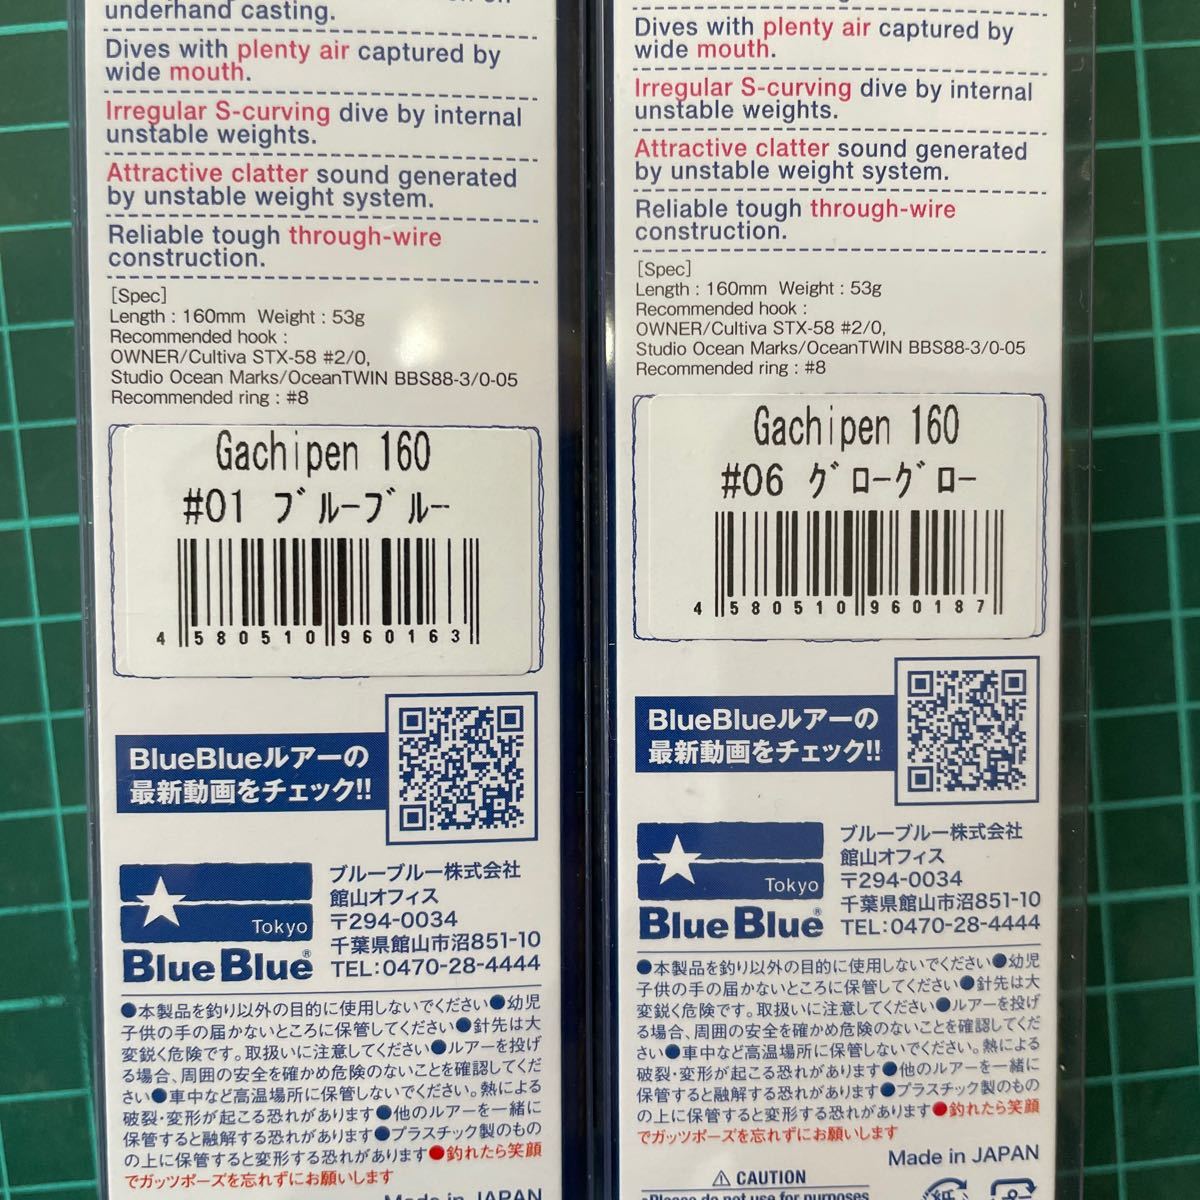 underhand casting.
Dives with plenty air captured by
wide mouth.
Irregular S-curving dive by internal
unstable weights.
Attractive clatter sound generated
by unstable weight system.
Reliable tough through-wire
construction.
[Spec]
Length : 160mm Weight : 53g
Recommended hook :
OWNER/Cultiva STX-58 #2/0,
Studio Ocean Marks/OceanTWIN BBS88-3/0-05
Recommended ring : #8
Gachipen 160
#01 ブルーブルー
4 580510 960163
BlueBlueルアーの
最新動画をチェック!!
Tokyo
BlueBlue®
ブルーブルー株式会社
館山オフィス
〒294-0034
千葉県館山市沼851-10
TEL:0470-28-4444
●本製品を釣り以外の目的に使用しないでください●幼児
子供の手の届かないところに保管してください●針先は大
変鋭く危険です。取扱いに注意してください●ルアーを投げ
る場合、周囲の安全を確かめ危険のないことを確認してくだ
さい●車中など高温場所に保管しないでください。熱による
破裂・変形が起こる恐れがあります●他のルアーを一緒に
保管すると融解する恐れがあります●プラスチック製のもの
の上に保管すると変形する恐れがあります●釣れたら笑顔
でガッツポーズを忘れずにお願いします
Made in JAPAN
Dives with plenty air captured by
wide mouth.
Irregular S-curving dive by internal
unstable weights.
Attractive clatter sound generated
by unstable weight system.
Reliable tough through-wire
construction.
[Spec]
Length : 160mm Weight : 53g
Recommended hook :
OWNER/Cultiva STX-58 #2/0,
Studio Ocean Marks/OceanTWIN BBS88-3/0-05
Recommended ring : #8
Gachipen 160
#06 グローグロー
4 580510 960187
BlueBlueルアーの
最新動画をチェック!!
Tokyo
BlueBlue®
ブルーブルー株式会社
館山オフィス
〒294-0034
千葉県館山市沼851-10
TEL:0470-28-4444
●本製品を釣り以外の目的に使用しないでください●幼児
子供の手の届かないところに保管してください●針先は大
変鋭く危険です。取扱いに注意してください●ルアーを投げ
る場合、周囲の安全を確かめ危険のないことを確認してくだ
さい●車中など高温場所に保管しないでください。熱による
破裂・変形が起こる恐れがあります●他のルアーを一緒に
保管すると融解する恐れがあります●プラスチック製のもの
の上に保管すると変形する恐れがあります●釣れたら笑顔
でガッツポーズを忘れずにお願いします
Made in JAPAN
⚠ CAUTION
•Please do not use for purposes
紙